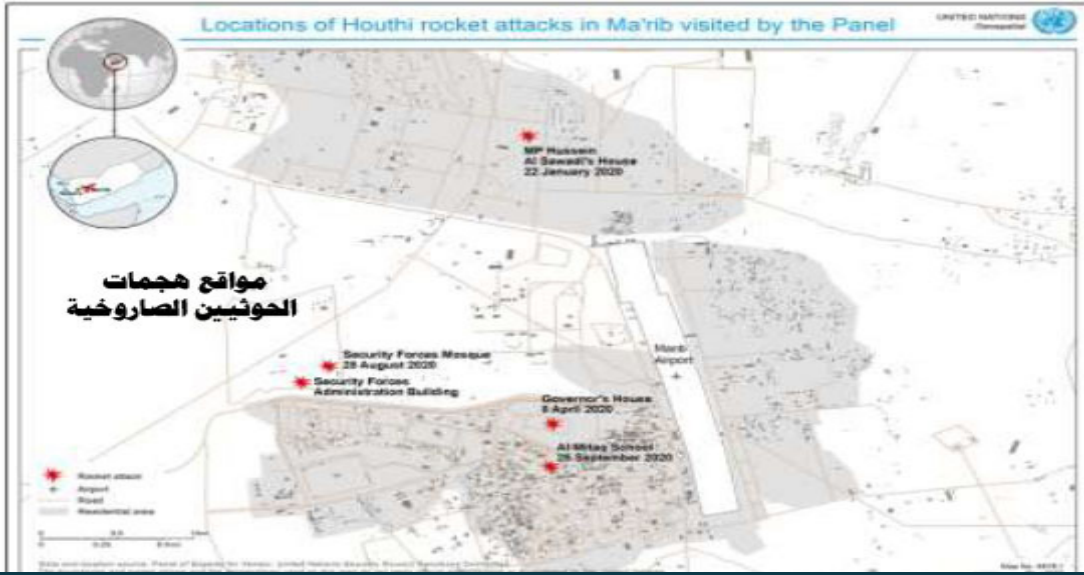 Locations of Houthi rocket attacks in Ma'rib visited by the Panel
UNITED NATIONS
Geospatial
MP Hussein
Al Sawadi's House
22 January 2020
مواقع هجمات
الحوثيين الصاروخية
Security Forces Mosque
28 August 2020
Security Forces
Administration Building
Marib
Airport
Governor's House
8 April 2020
Al Mitaq School
26 September 2020
Rocket attack
Airport
Road
Residential area